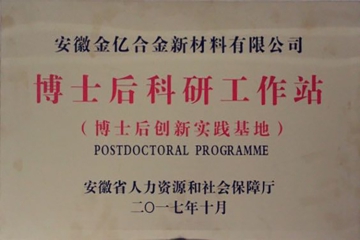 安徽金亿合金新材料有限公司
博士后科研工作站
（博士后创新实践基地）
POSTDOCTORAL PROGRAMME
安徽省人力资源和社会保障厅
二〇一七年十月